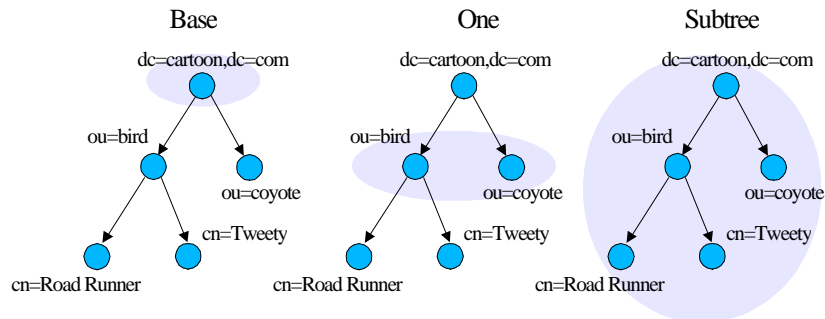 Base
One
Subtree
dc=cartoon,dc=com
dc=cartoon,dc=com
dc=cartoon,dc=com
ou=bird
ou=bird
ou=bird
ou=coyote
ou=coyote
ou=coyote
cn=Tweety
cn=Tweety
cn=Tweety
cn=Road Runner
cn=Road Runner
cn=Road Runner